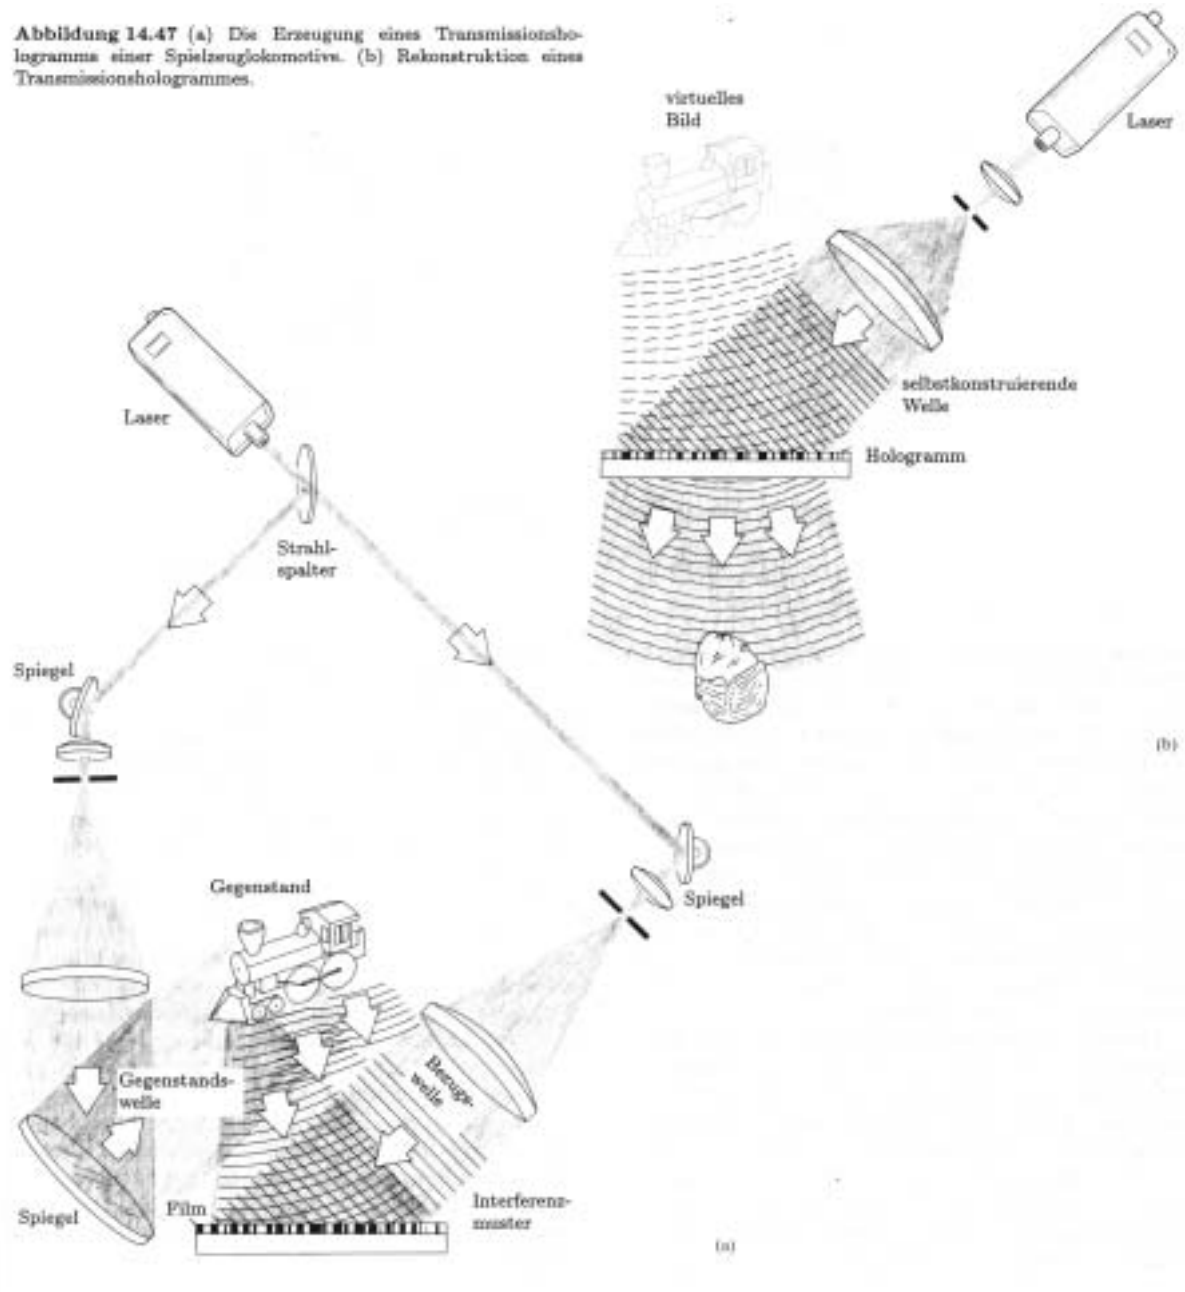 Abbildung 14.47 (a) Die Erzeugung eines Transmissionsho-
logramms einer Spielzeuglokomotive. (b) Rekonstruktion eines
Transmissionshologrammes.
virtuelles
Bild
Laser
selbstkonstruierende
Welle
Hologramm
(b)
Laser
Strahl-
spalter
Spiegel
Spiegel
Gegenstand
Gegenstands-
welle
Bezugs-
welle
Spiegel
Film
Interferenz-
muster
(a)